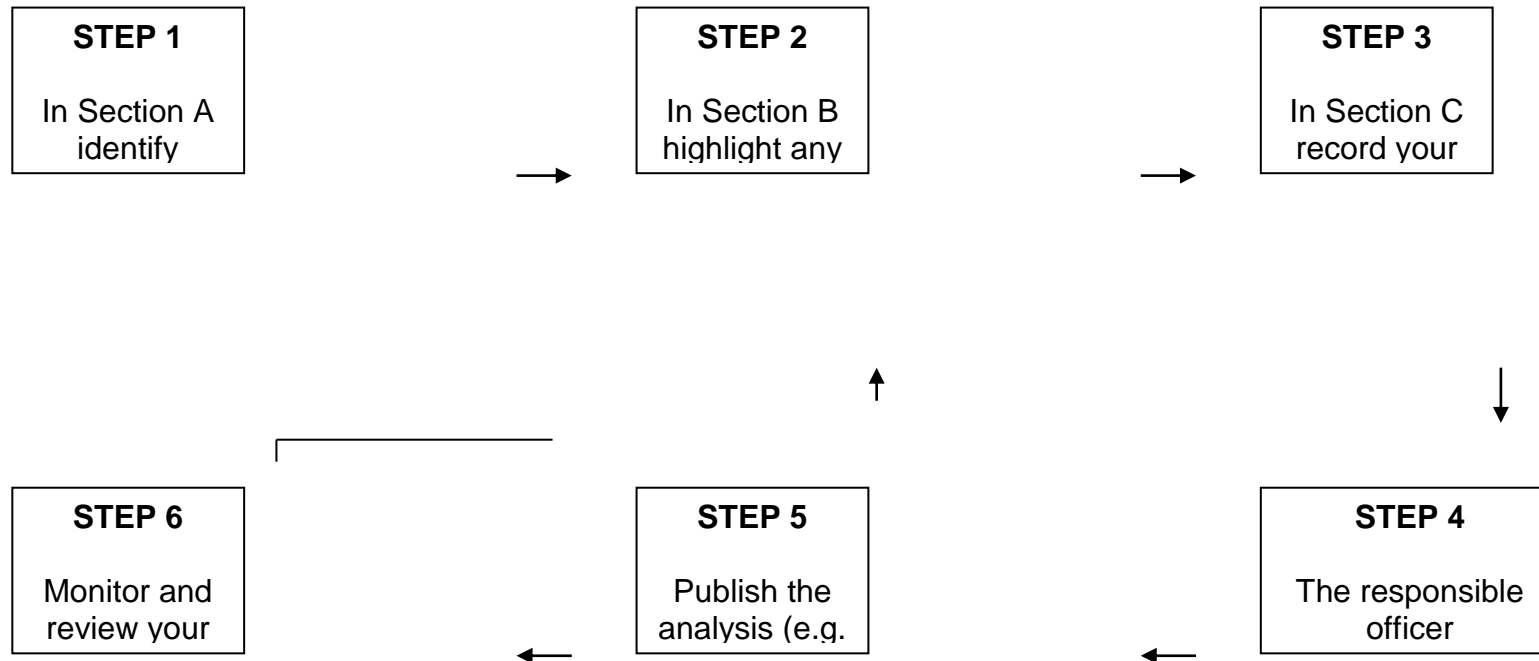 STEP 1
In Section A
identify
STEP 2
In Section B
highlight any
STEP 3
In Section C
record your
STEP 6
Monitor and
review your
STEP 5
Publish the
analysis (e.g.
STEP 4
The responsible
officer